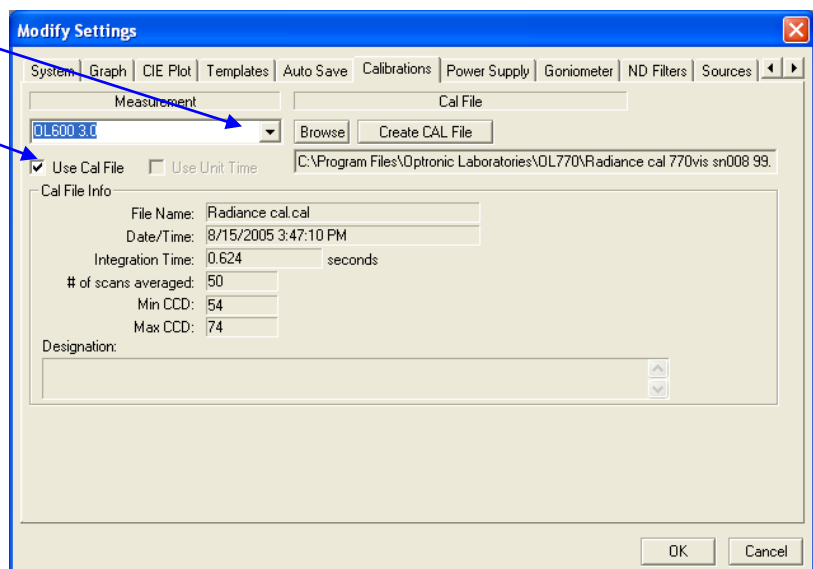 Modify Settings
System Graph CIE Plot Templates Auto Save Calibrations Power Supply Goniometer ND Filters Sources
Measurement Cal File
OL600 3.0 Browse Create CAL File
Use Cal File Use Unit Time C:\Program Files\Optronic Laboratories\OL770\Radiance cal 770vis sn008 99.
Cal File Info
File Name: Radiance cal.cal
Date/Time: 8/15/2005 3:47:10 PM
Integration Time: 0.624 seconds
# of scans averaged: 50
Min CCD: 54
Max CCD: 74
Designation:
OK Cancel